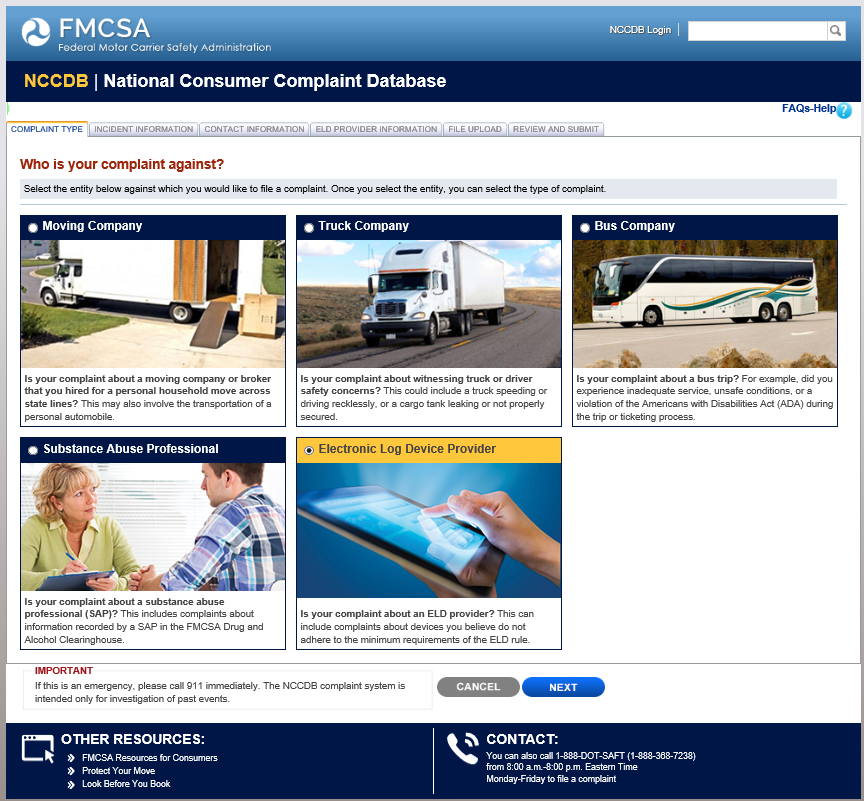 FMCSA
Federal Motor Carrier Safety Administration
NCCDB Login
NCCDB | National Consumer Complaint Database
FAQs-Help ?
COMPLAINT TYPE INCIDENT INFORMATION CONTACT INFORMATION ELD PROVIDER INFORMATION FILE UPLOAD REVIEW AND SUBMIT
Who is your complaint against?
Select the entity below against which you would like to file a complaint. Once you select the entity, you can select the type of complaint.
Moving Company
Is your complaint about a moving company or broker
that you hired for a personal household move across
state lines? This may also involve the transportation of a
personal automobile.
Truck Company
Is your complaint about witnessing truck or driver
safety concerns? This could include a truck speeding or
driving recklessly, or a cargo tank leaking or not properly
secured.
Bus Company
Is your complaint about a bus trip? For example, did you
experience inadequate service, unsafe conditions, or a
violation of the Americans with Disabilities Act (ADA) during
the trip or ticketing process.
Substance Abuse Professional
Is your complaint about a substance abuse
professional (SAP)? This includes complaints about
information recorded by a SAP in the FMCSA Drug and
Alcohol Clearinghouse.
Electronic Log Device Provider
Is your complaint about an ELD provider? This can
include complaints about devices you believe do not
adhere to the minimum requirements of the ELD rule.
IMPORTANT
If this is an emergency, please call 911 immediately. The NCCDB complaint system is
intended only for investigation of past events.
CANCEL NEXT
OTHER RESOURCES:
FMCSA Resources for Consumers
Protect Your Move
Look Before You Book
CONTACT:
You can also call 1-888-DOT-SAFT (1-888-368-7238)
from 8:00 a.m.-8:00 p.m. Eastern Time
Monday-Friday to file a complaint